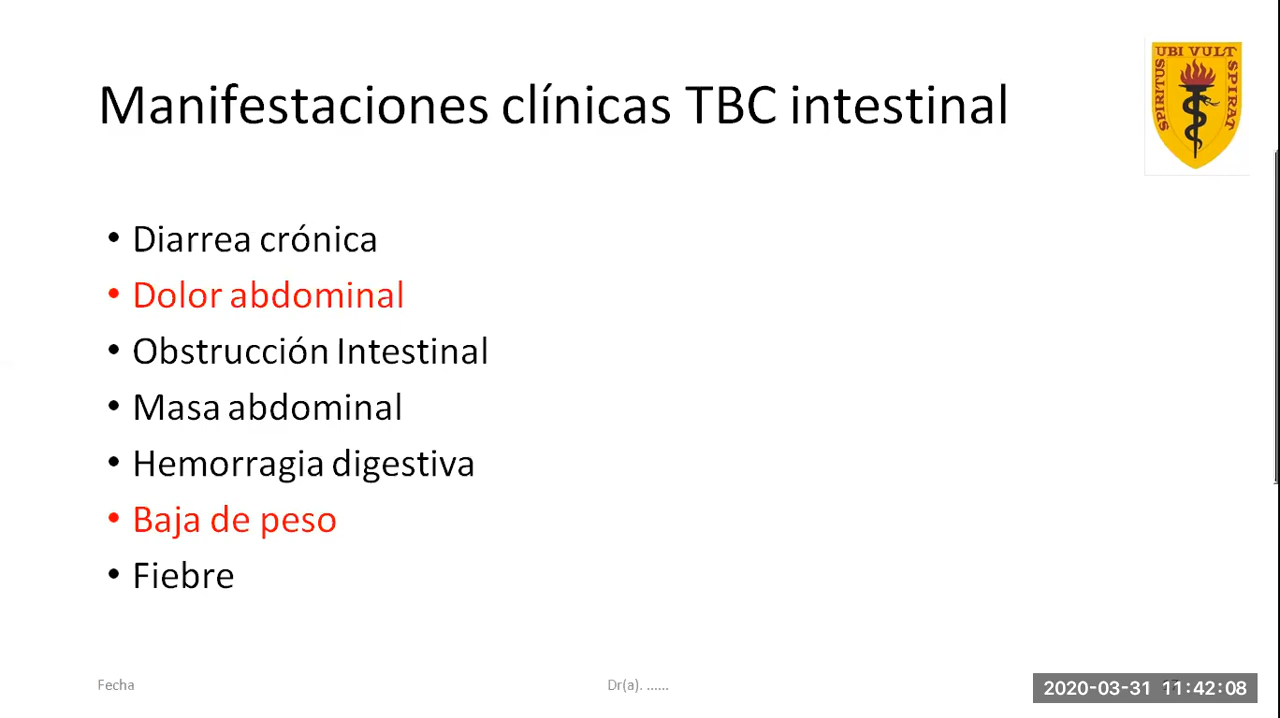 Manifestaciones clínicas TBC intestinal
SPIRITUS UBI VULT SPIRAT
• Diarrea crónica
• Dolor abdominal
• Obstrucción Intestinal
• Masa abdominal
• Hemorragia digestiva
• Baja de peso
• Fiebre
Fecha
Dr(a). ......
2020-03-31 11:42:08